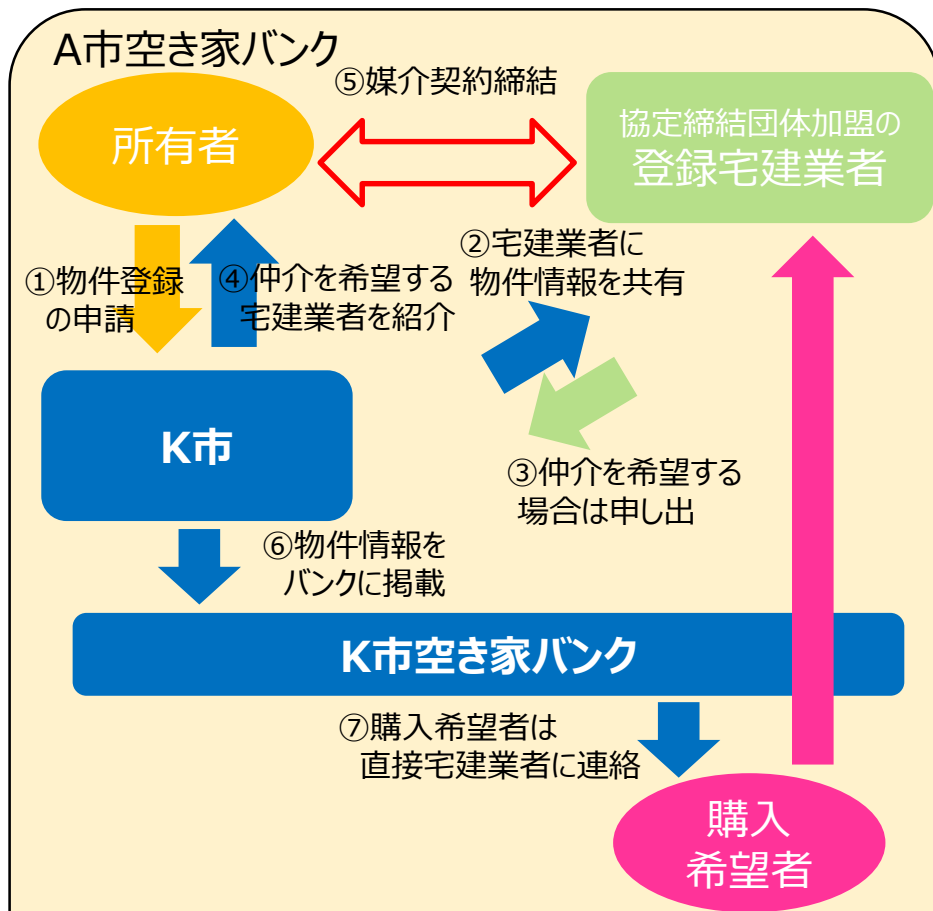 A市空き家バンク
⑤媒介契約締結
所有者
協定締結団体加盟の
登録宅建業者
①物件登録
の申請
④仲介を希望する
宅建業者を紹介
②宅建業者に
物件情報を共有
K市
③仲介を希望する
場合は申し出
⑥物件情報を
バンクに掲載
K市空き家バンク
⑦購入希望者は
直接宅建業者に連絡
購入
希望者